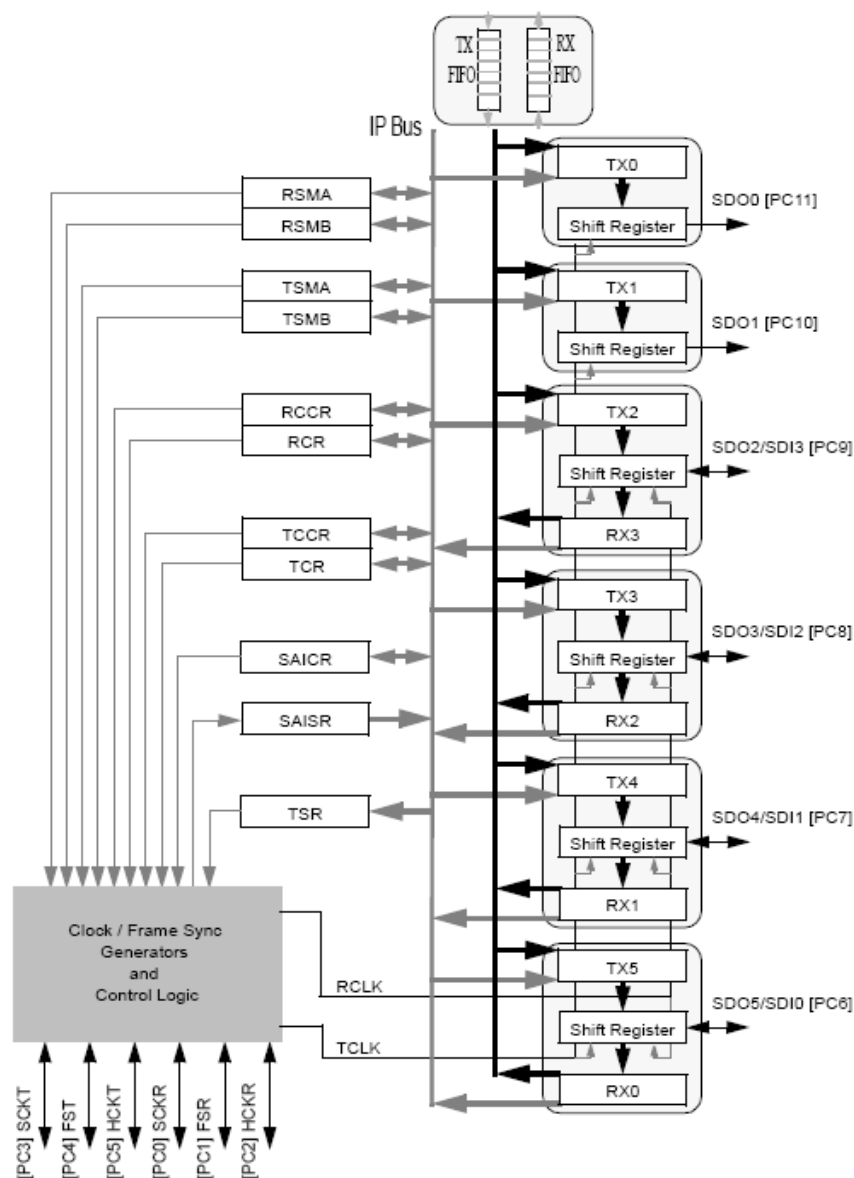 TX FIFO
RX FIFO
IP Bus
RSMA
RSMB
TSMA
TSMB
RCCR
RCR
TCCR
TCR
SAICR
SAISR
TSR
Clock / Frame Sync
Generators
and
Control Logic
RCLK
TCLK
[PC3] SCKT
[PC4] FST
[PC5] HCKT
[PC0] SCKR
[PC1] FSR
[PC2] HCKR
TX0
Shift Register
SDO0 [PC11]
TX1
Shift Register
SDO1 [PC10]
TX2
Shift Register
SDO2/SDI3 [PC9]
RX3
TX3
Shift Register
SDO3/SDI2 [PC8]
RX2
TX4
Shift Register
SDO4/SDI1 [PC7]
RX1
TX5
Shift Register
SDO5/SDI0 [PC6]
RX0